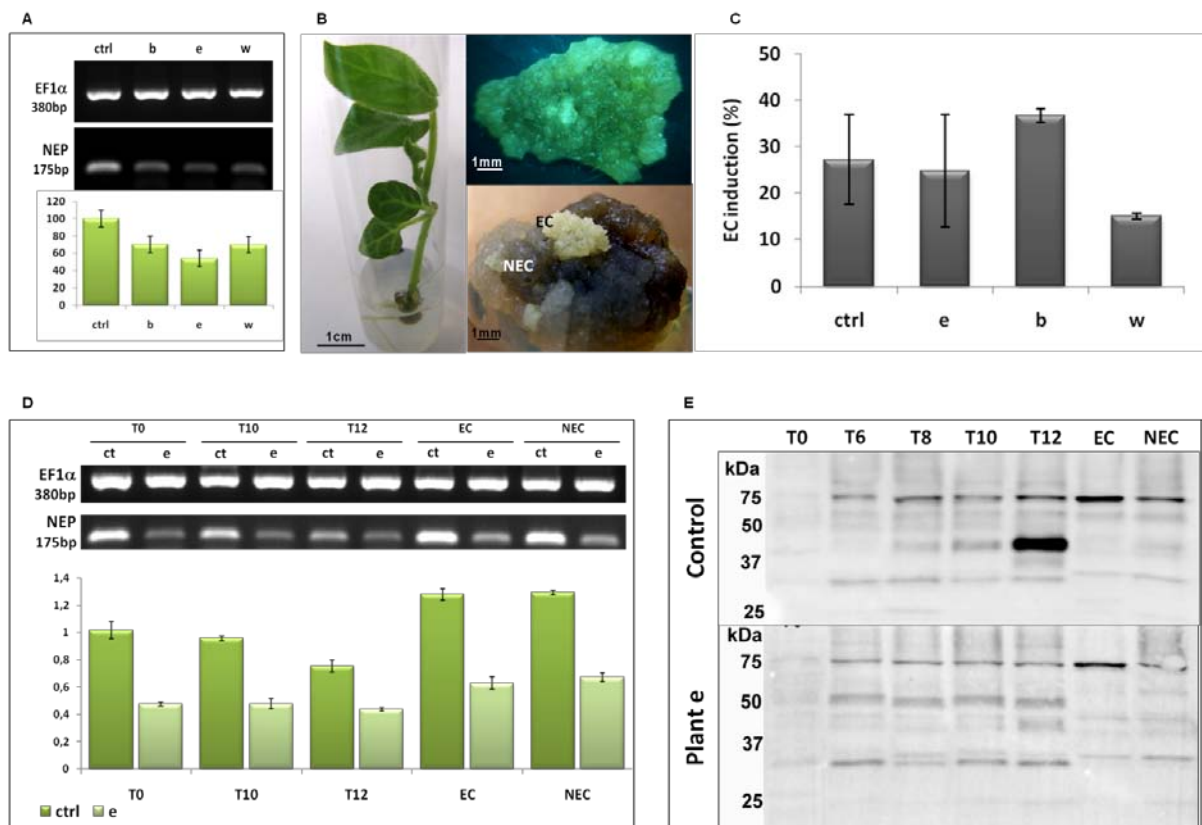 A
ctrl b e w
EF1α
380bp
NEP
175bp
120
100
80
60
40
20
0
ctrl b e w
B
1cm
1mm
EC
NEC
1mm
C
EC induction (%)
50
40
30
20
10
0
ctrl e b w
D
T0 T10 T12 EC NEC
ct e ct e ct e ct e ct e
EF1α
380bp
NEP
175bp
1,4
1,2
1
0,8
0,6
0,4
0,2
0
T0 T10 T12 EC NEC
ctrl e
E
T0 T6 T8 T10 T12 EC NEC
Control
kDa
75
50
37
25
Plant e
kDa
75
50
37
25